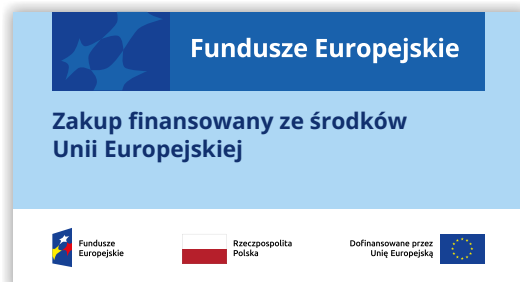 Fundusze Europejskie
Zakup finansowany ze środków
Unii Europejskiej
Fundusze
Europejskie
Rzeczpospolita
Polska
Dofinansowane przez
Unię Europejską